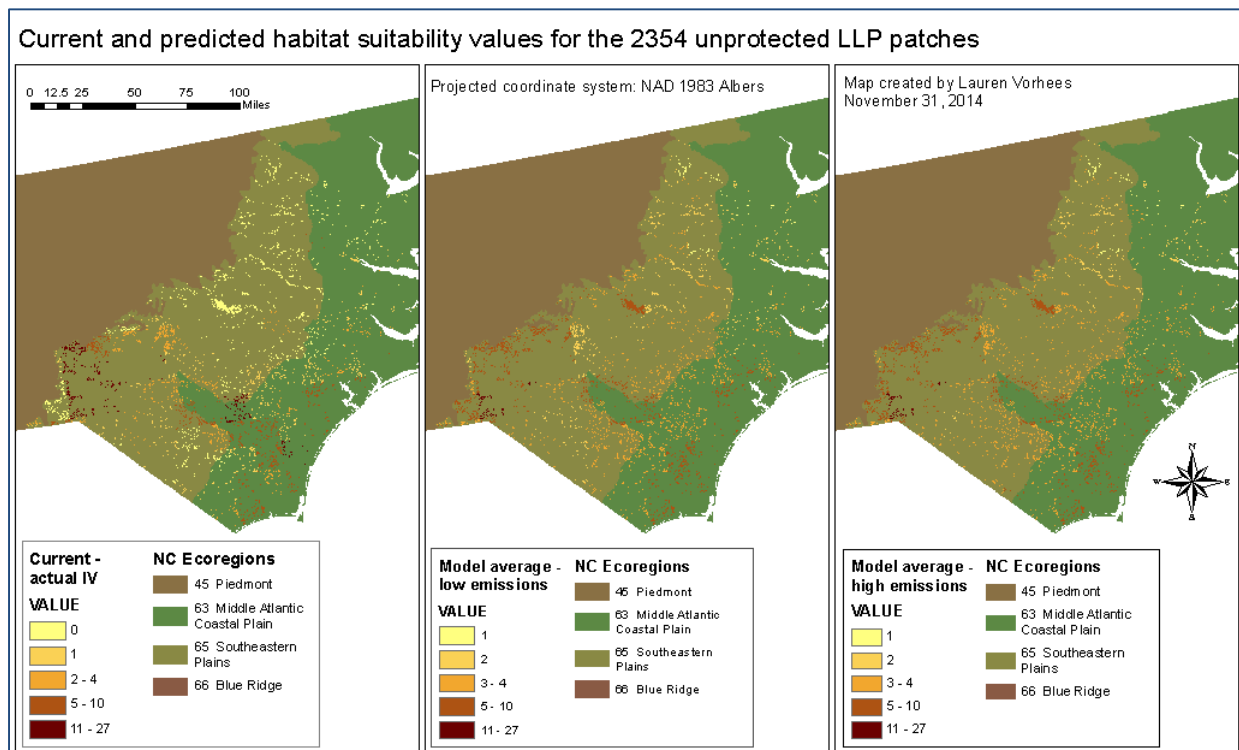 Current and predicted habitat suitability values for the 2354 unprotected LLP patches
0 12.5 25 50 75 100
Miles
Projected coordinate system: NAD 1983 Albers
Map created by Lauren Vorhees
November 31, 2014
N
W E
Current -
actual IV
VALUE
0
1
2 - 4
5 - 10
11 - 27
NC Ecoregions
45 Piedmont
63 Middle Atlantic
Coastal Plain
65 Southeastern
Plains
66 Blue Ridge
Model average -
low emissions
VALUE
1
2
3 - 4
5 - 10
11 - 27
NC Ecoregions
45 Piedmont
63 Middle Atlantic
Coastal Plain
65 Southeastern
Plains
66 Blue Ridge
Model average -
high emissions
VALUE
1
2
3 - 4
5 - 10
11 - 27
NC Ecoregions
45 Piedmont
63 Middle Atlantic
Coastal Plain
65 Southeastern
Plains
66 Blue Ridge